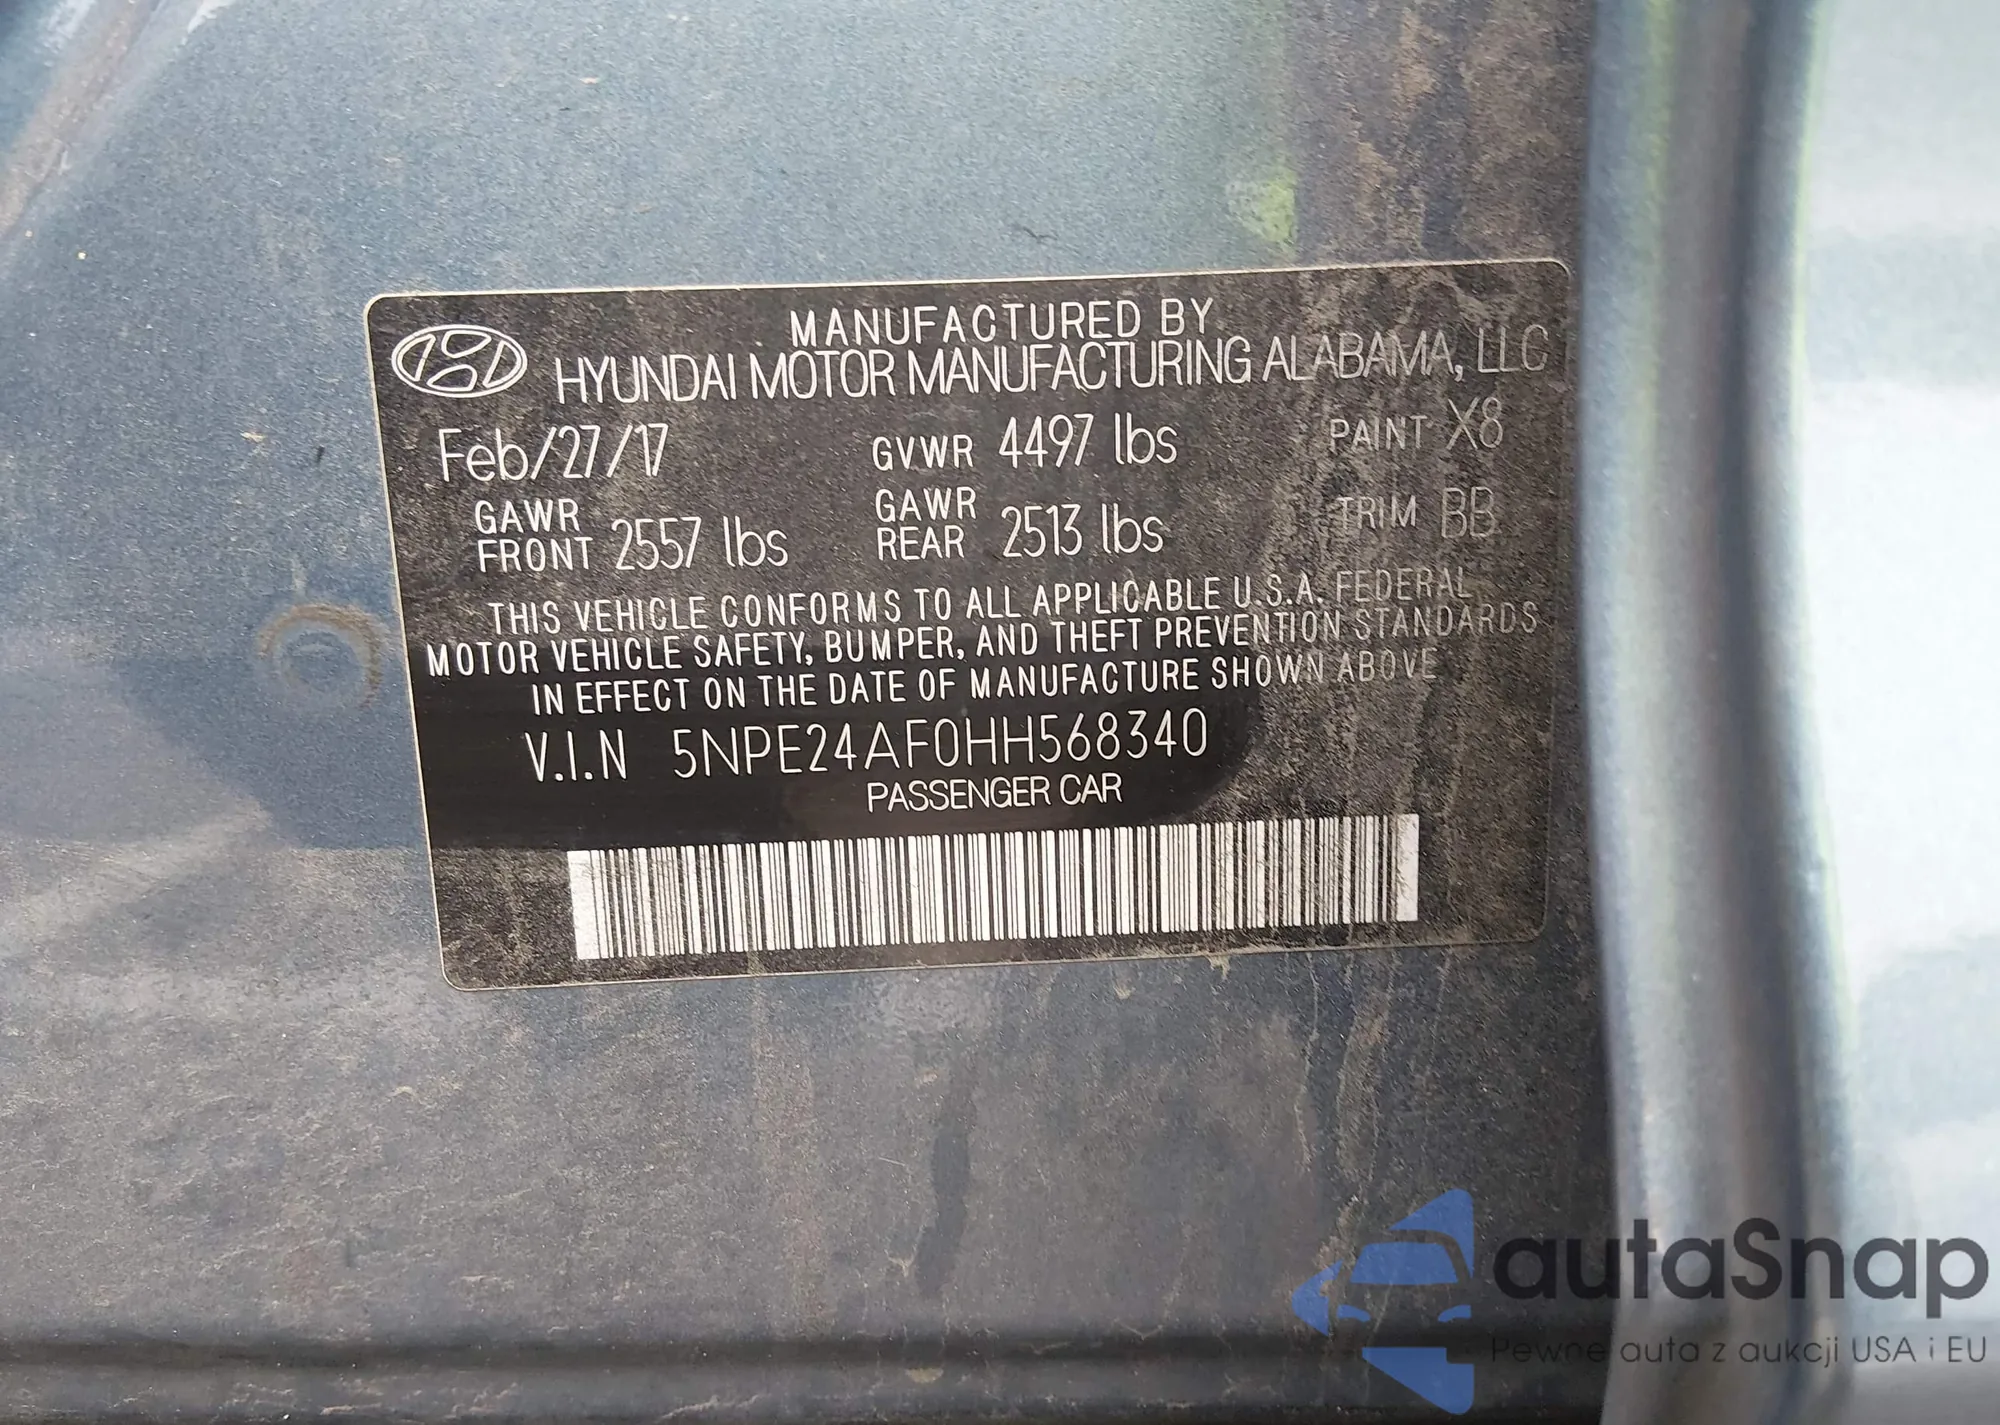 MANUFACTURED BY
HYUNDAI MOTOR MANUFACTURING ALABAMA, LLC
Feb/27/17 GVWR 4497 lbs PAINT X8
GAWR FRONT 2557 lbs GAWR REAR 2513 lbs TRIM BB
THIS VEHICLE CONFORMS TO ALL APPLICABLE U.S.A. FEDERAL
MOTOR VEHICLE SAFETY, BUMPER, AND THEFT PREVENTION STANDARDS
IN EFFECT ON THE DATE OF MANUFACTURE SHOWN ABOVE
V.I.N 5NPE24AF0HH568340
PASSENGER CAR
autaSnap
Pewne auta z aukcji USA i EU